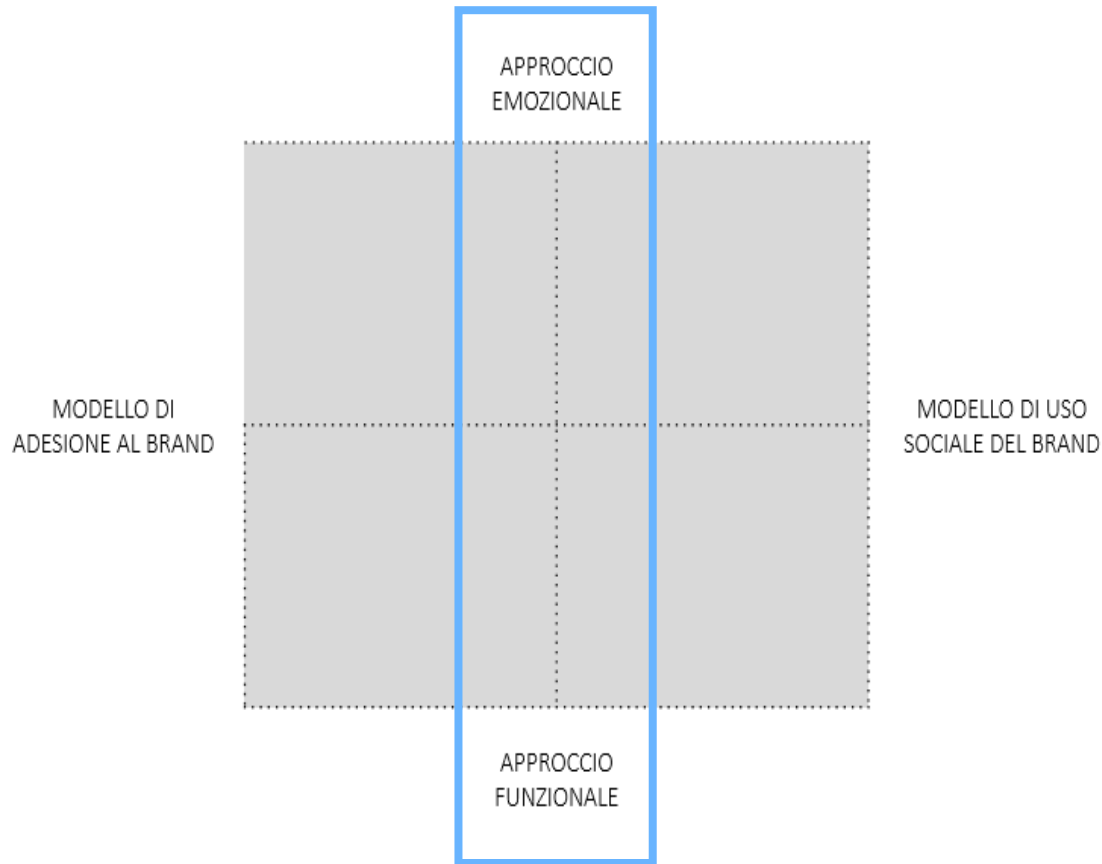 APPROCCIO
EMOZIONALE
MODELLO DI
ADESIONE AL BRAND
MODELLO DI USO
SOCIALE DEL BRAND
APPROCCIO
FUNZIONALE